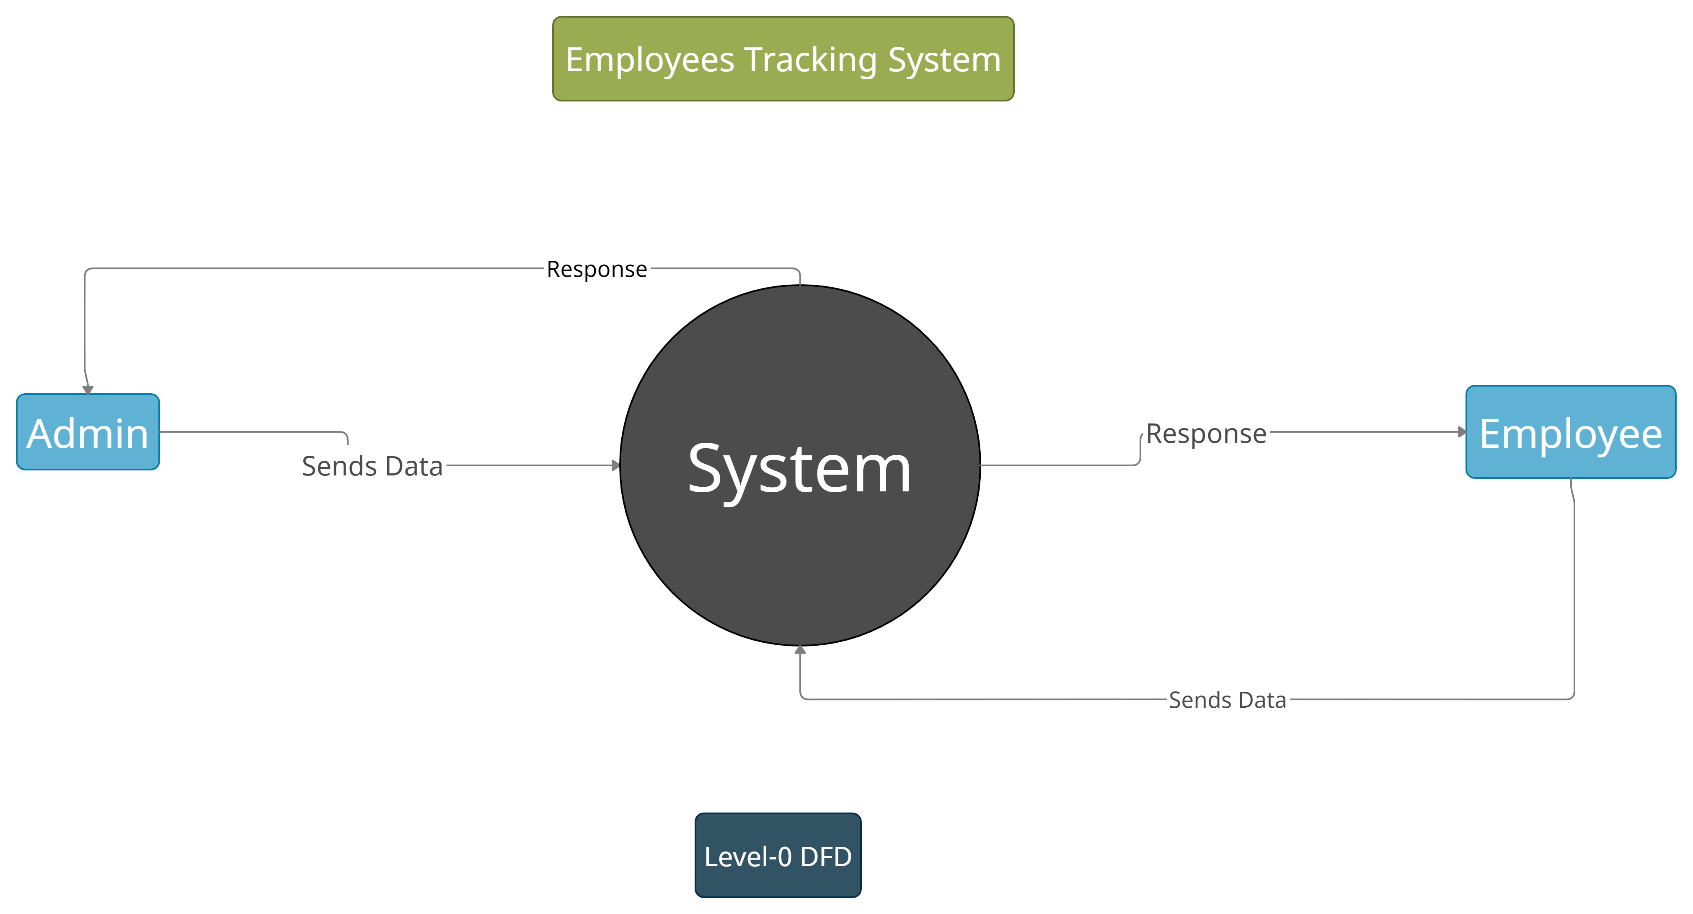 Employees Tracking System
Response
Admin
Sends Data
System
Response
Employee
Sends Data
Level-0 DFD